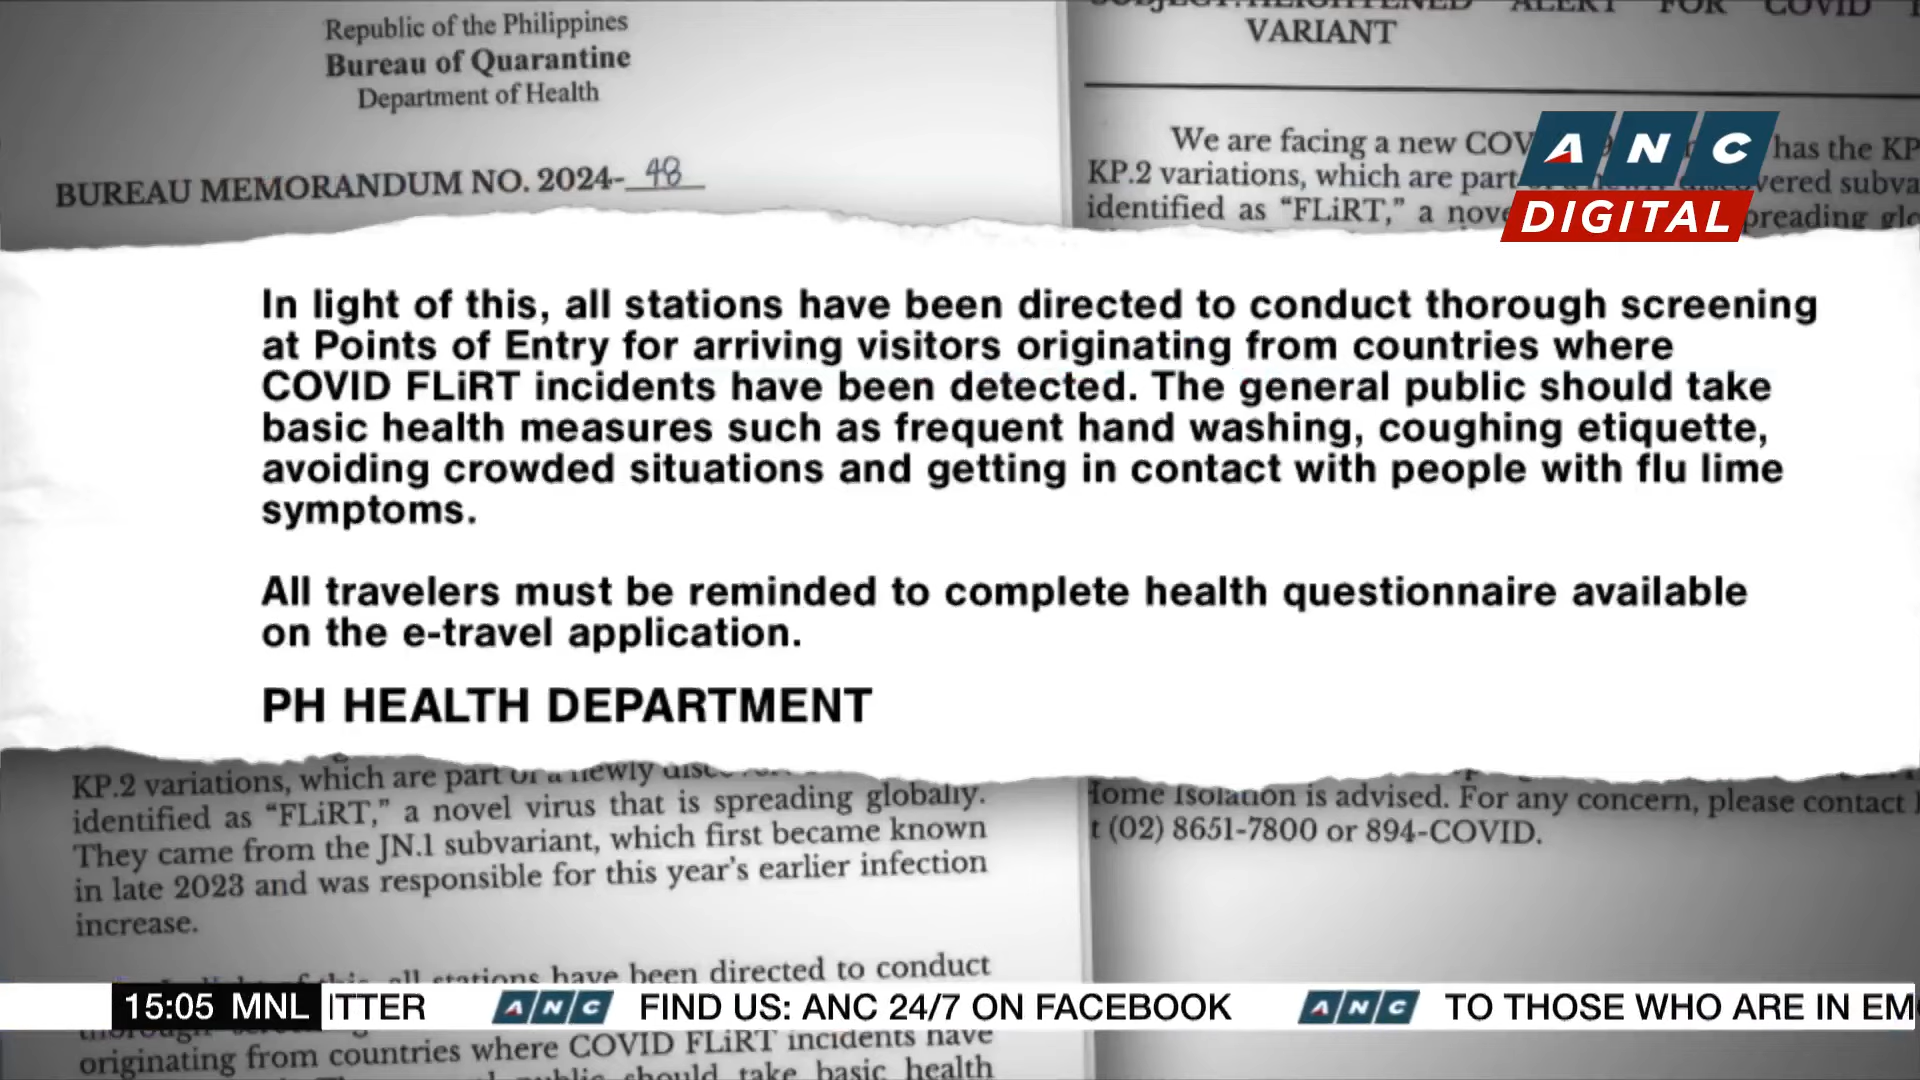 Republic of the Philippines
Bureau of Quarantine
Department of Health
BUREAU MEMORANDUM NO. 2024-48
ALERT FOR COVID
VARIANT
We are facing a new COV has the KP
KP.2 variations, which are part
identified as “FLiRT,” a nove
ANC
DIGITAL
In light of this, all stations have been directed to conduct thorough screening
at Points of Entry for arriving visitors originating from countries where
COVID FLiRT incidents have been detected. The general public should take
basic health measures such as frequent hand washing, coughing etiquette,
avoiding crowded situations and getting in contact with people with flu lime
symptoms.
All travelers must be reminded to complete health questionnaire available
on the e-travel application.
PH HEALTH DEPARTMENT
KP.2 variations, which are part of a newly
identified as “FLiRT,” a novel virus that is spreading globally.
They came from the JN.1 subvariant, which first became known
in late 2023 and was responsible for this year’s earlier infection
increase.
all stations have been directed to conduct
originating from countries where COVID FLiRT incidents have
should take basic health
Home Isolation is advised. For any concern, please contact
t (02) 8651-7800 or 894-COVID.
15:05 MNL ITTER ANC FIND US: ANC 24/7 ON FACEBOOK ANC TO THOSE WHO ARE IN EM